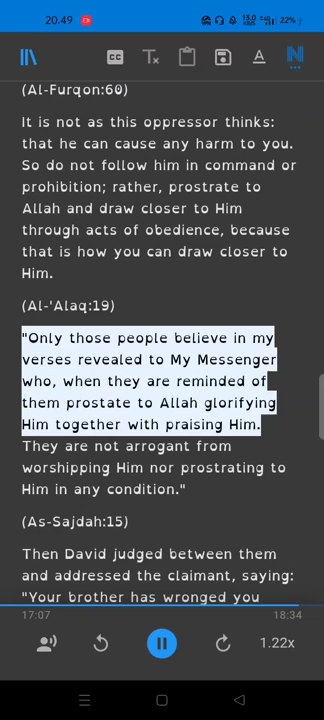 20.49
13.0
KB/S
22%
CC
(Al-Furqon:60)
It is not as this oppressor thinks:
that he can cause any harm to you.
So do not follow him in command or
prohibition; rather, prostrate to
Allah and draw closer to Him
through acts of obedience, because
that is how you can draw closer to
Him.
(Al-'Alaq:19)
"Only those people believe in my
verses revealed to My Messenger
who, when they are reminded of
them prostate to Allah glorifying
Him together with praising Him.
They are not arrogant from
worshipping Him nor prostrating to
Him in any condition."
(As-Sajdah:15)
Then David judged between them
and addressed the claimant, saying:
"Your brother has wronged you
17:07
18:34
1.22x